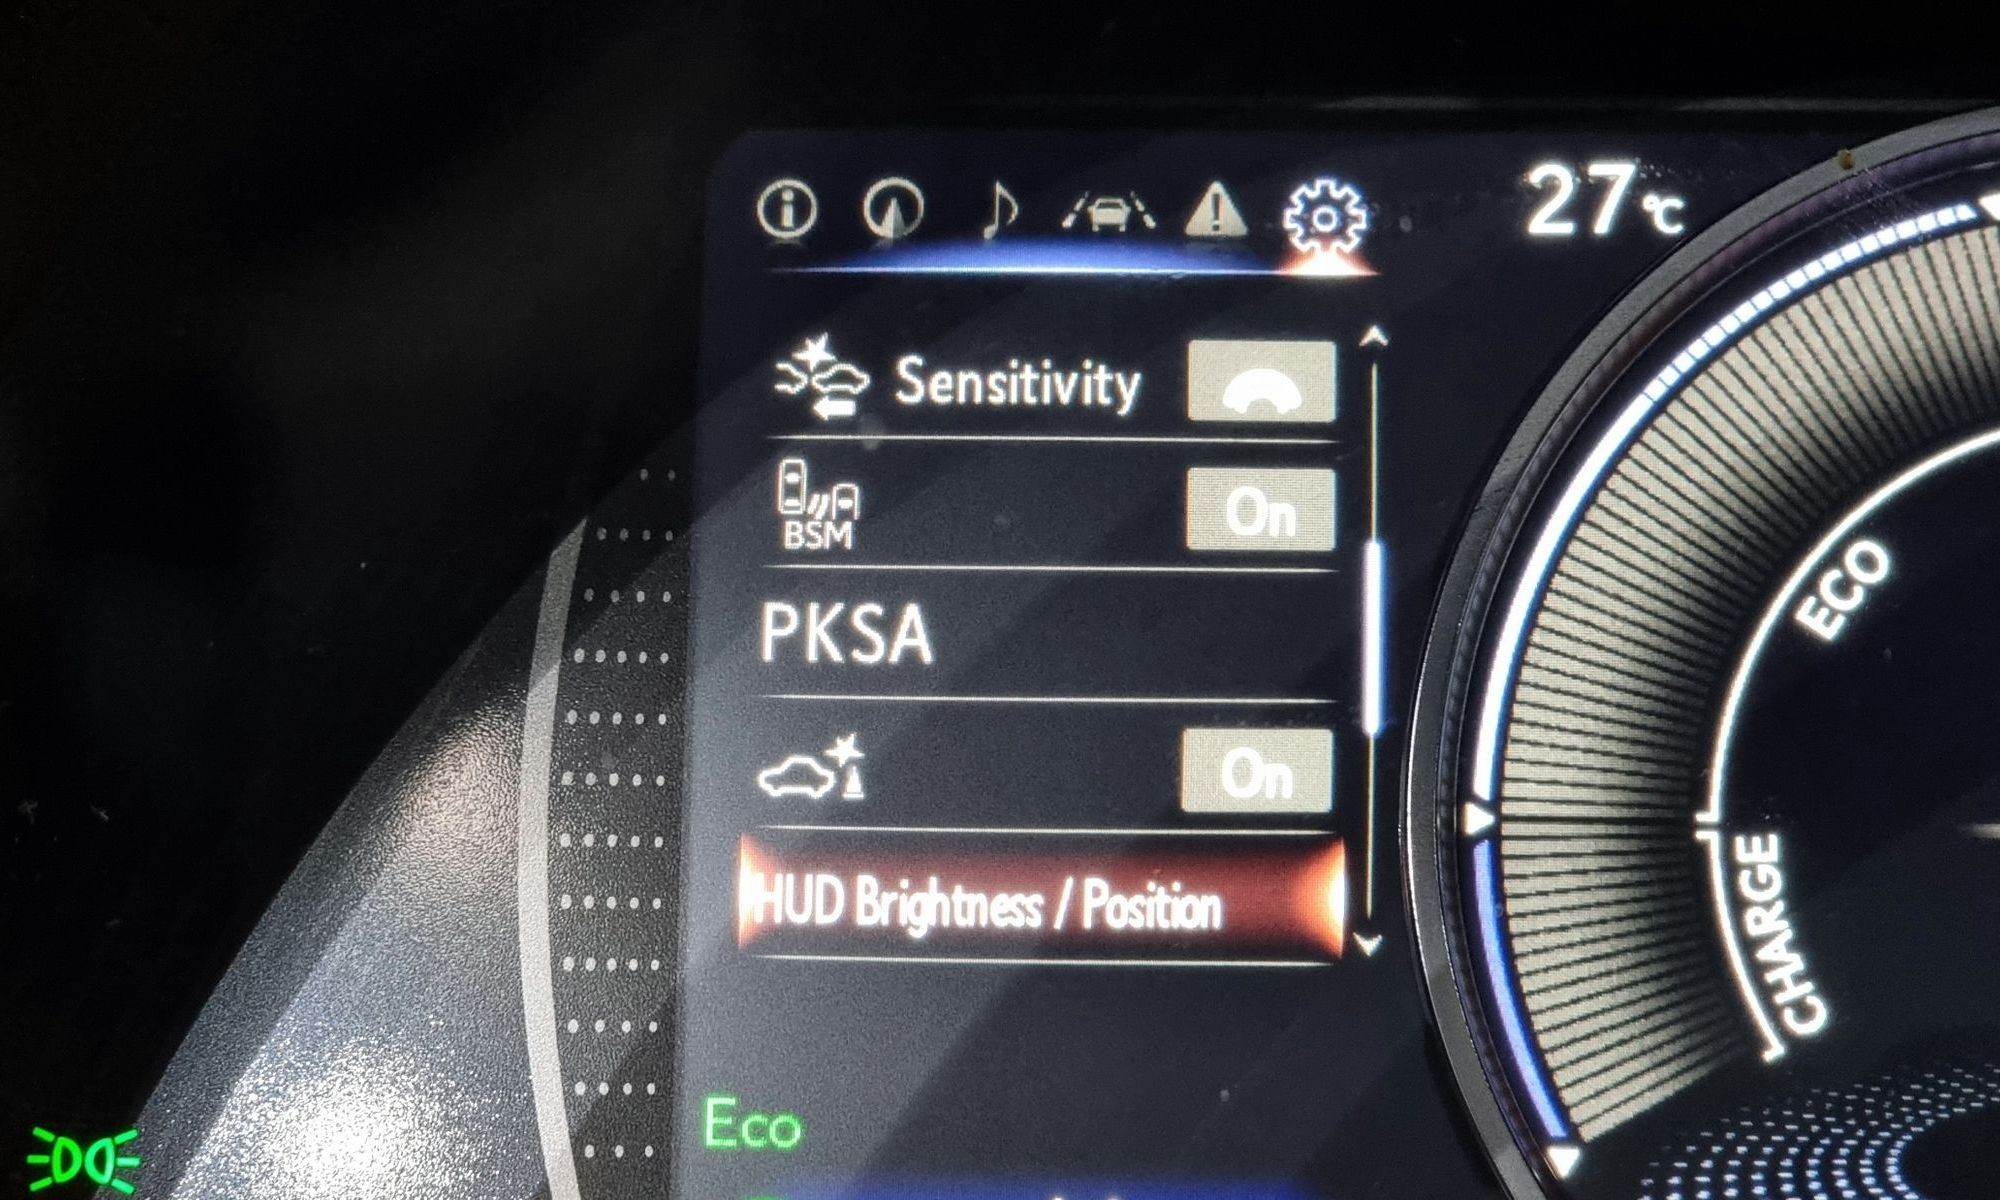 27°C
Sensitivity
BSM
On
PKSA
On
HUD Brightness / Position
ECO
CHARGE
Eco